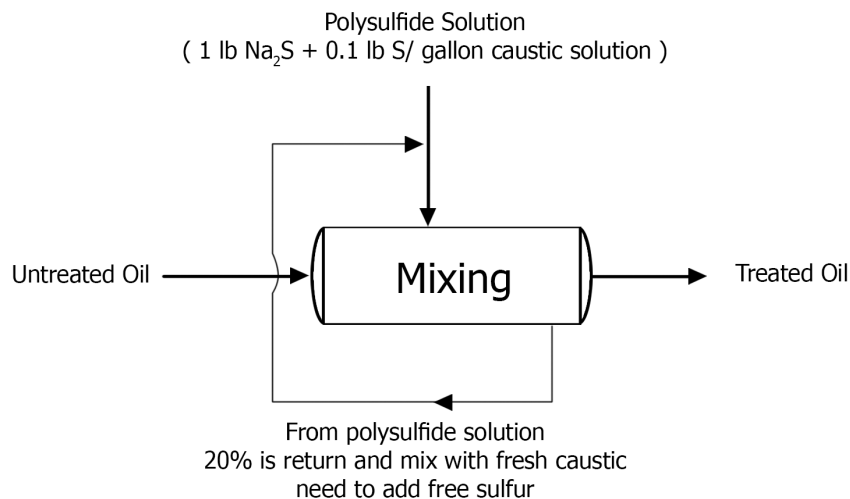 Polysulfide Solution
( 1 lb Na₂S + 0.1 lb S/ gallon caustic solution )
Untreated Oil
Mixing
Treated Oil
From polysulfide solution
20% is return and mix with fresh caustic
need to add free sulfur